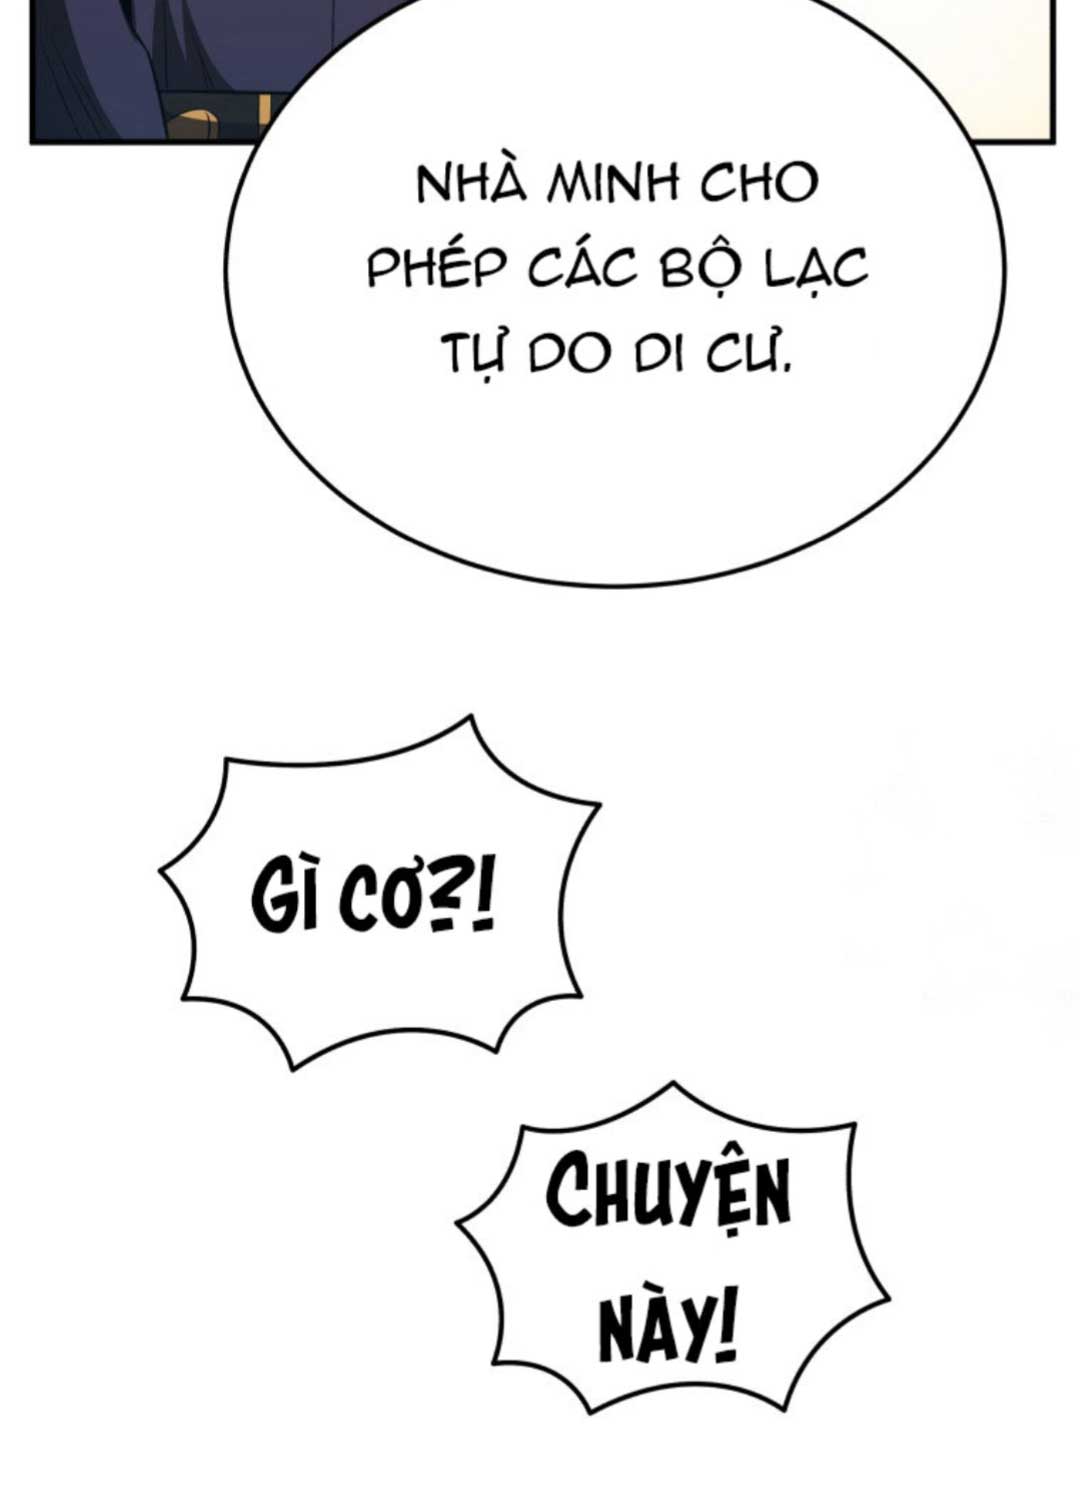 NHÀ MINH CHO
PHÉP CÁC BỘ LẠC
TỰ DO DI CƯ.
GÌ CƠ?!
CHUYỆN
NÀY!